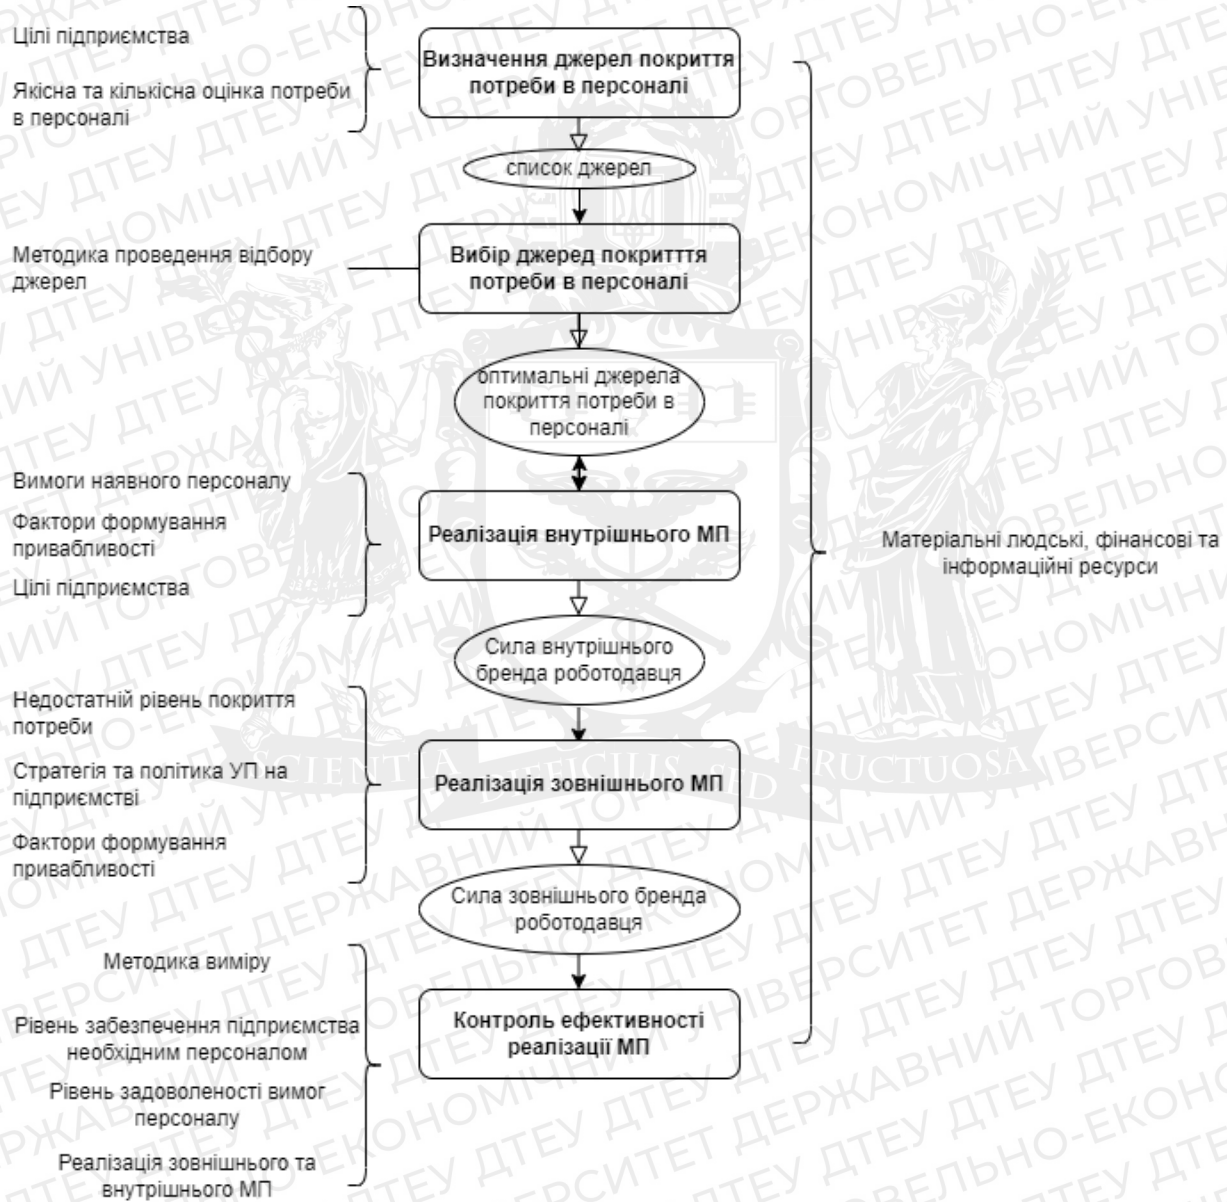 Цілі підприємства
Якісна та кількісна оцінка потреби
в персоналі
Визначення джерел покриття
потреби в персоналі
список джерел
Методика проведення відбору
джерел
Вибір джеред покритття
потреби в персоналі
оптимальні джерела
покриття потреби в
персоналі
Вимоги наявного персоналу
Фактори формування
привабливості
Цілі підприємства
Реалізація внутрішнього МП
Матеріальні людські, фінансові та
інформаційні ресурси
Сила внутрішнього
бренда роботодавця
Недостатній рівень покриття
потреби
Стратегія та політика УП на
підприємстві
Фактори формування
привабливості
Реалізація зовнішнього МП
SCIENTIA DIFFICILIS SED FRUCTUOSA
Сила зовнішнього бренда
роботодавця
Методика виміру
Рівень забезпечення підприємства
необхідним персоналом
Рівень задоволеності вимог
персоналу
Реалізація зовнішнього та
внутрішнього МП
Контроль ефективності
реалізації МП